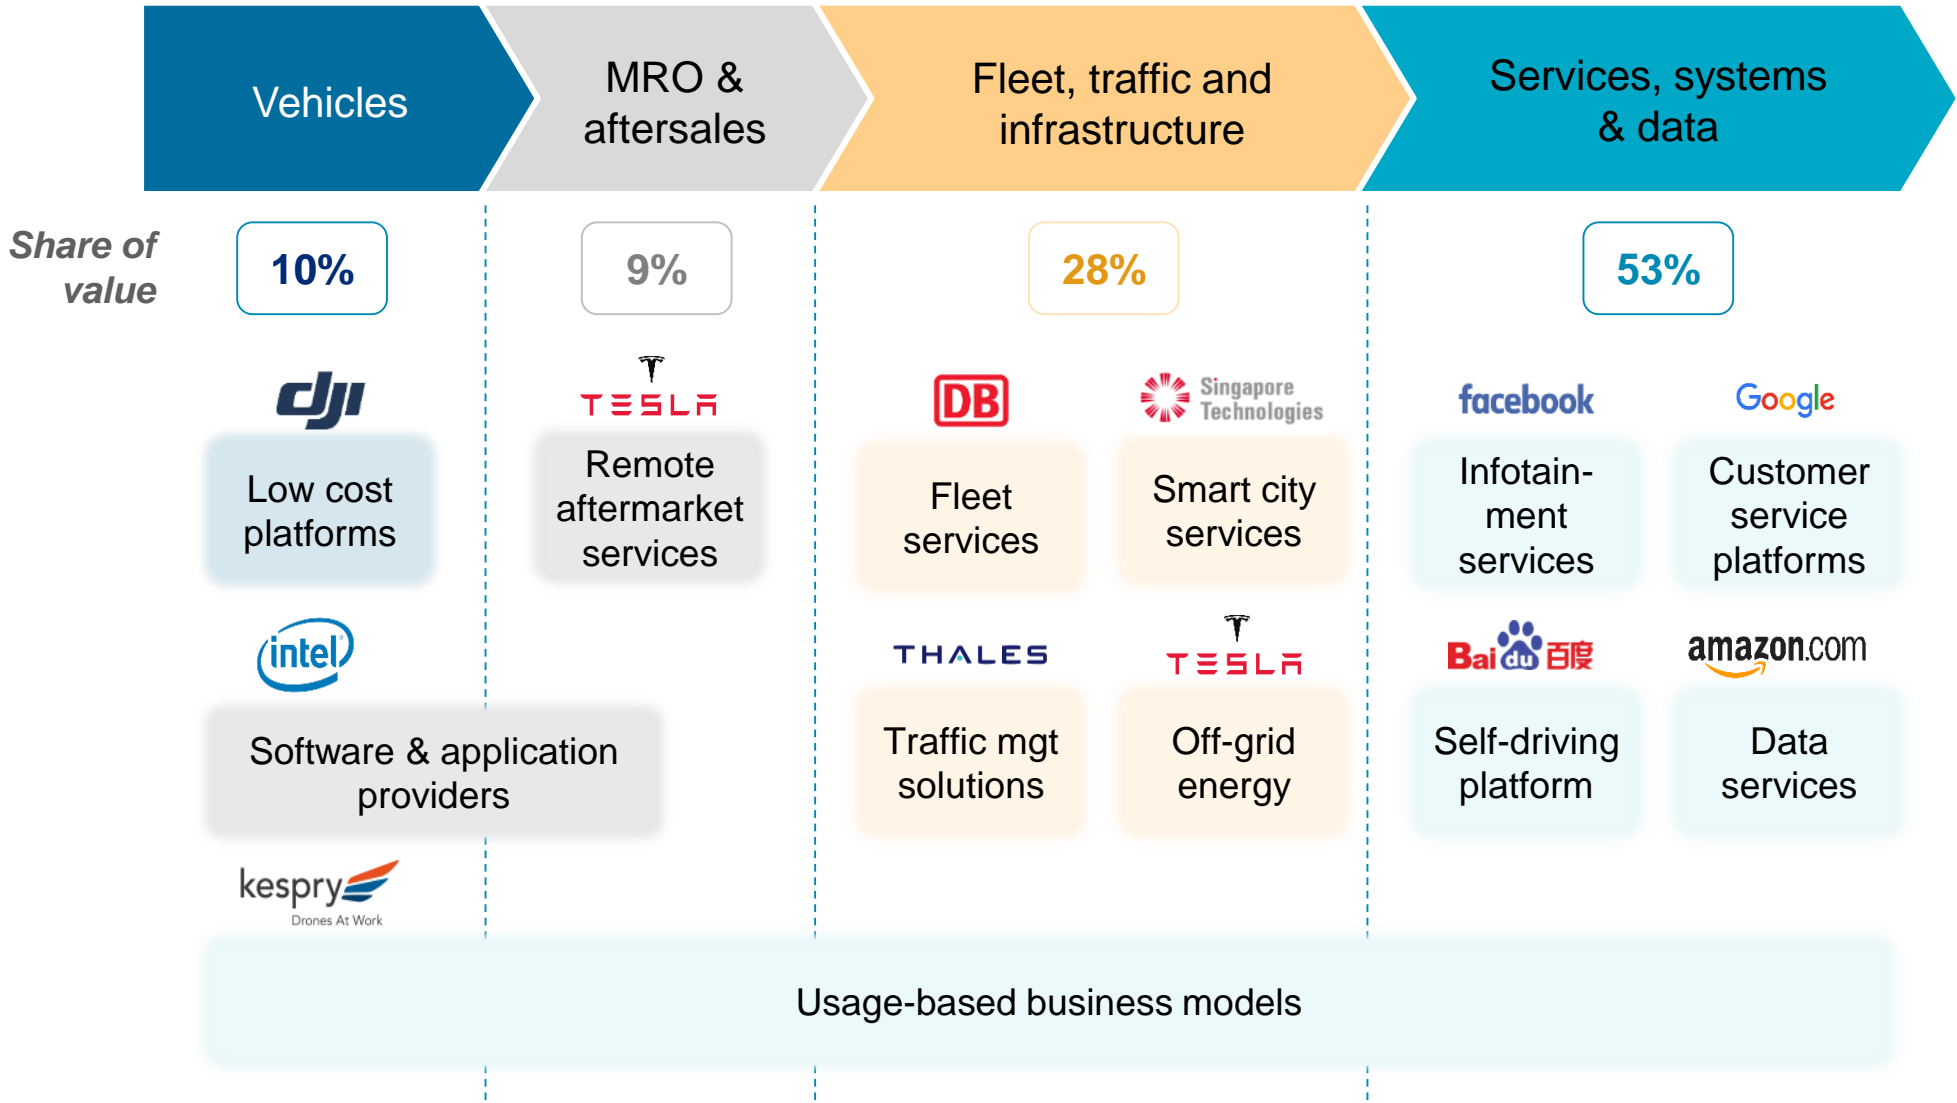 Vehicles
MRO &
aftersales
Fleet, traffic and
infrastructure
Services, systems
& data
Share of
value
10%
9%
28%
53%
dji
TESLA
DB
Singapore
Technologies
facebook
Google
Low cost
platforms
Remote
aftermarket
services
Fleet
services
Smart city
services
Infotain-
ment
services
Customer
service
platforms
intel
THALES
TESLA
Bai du 百度
amazon.com
Software & application
providers
Traffic mgt
solutions
Off-grid
energy
Self-driving
platform
Data
services
kespry
Drones At Work
Usage-based business models